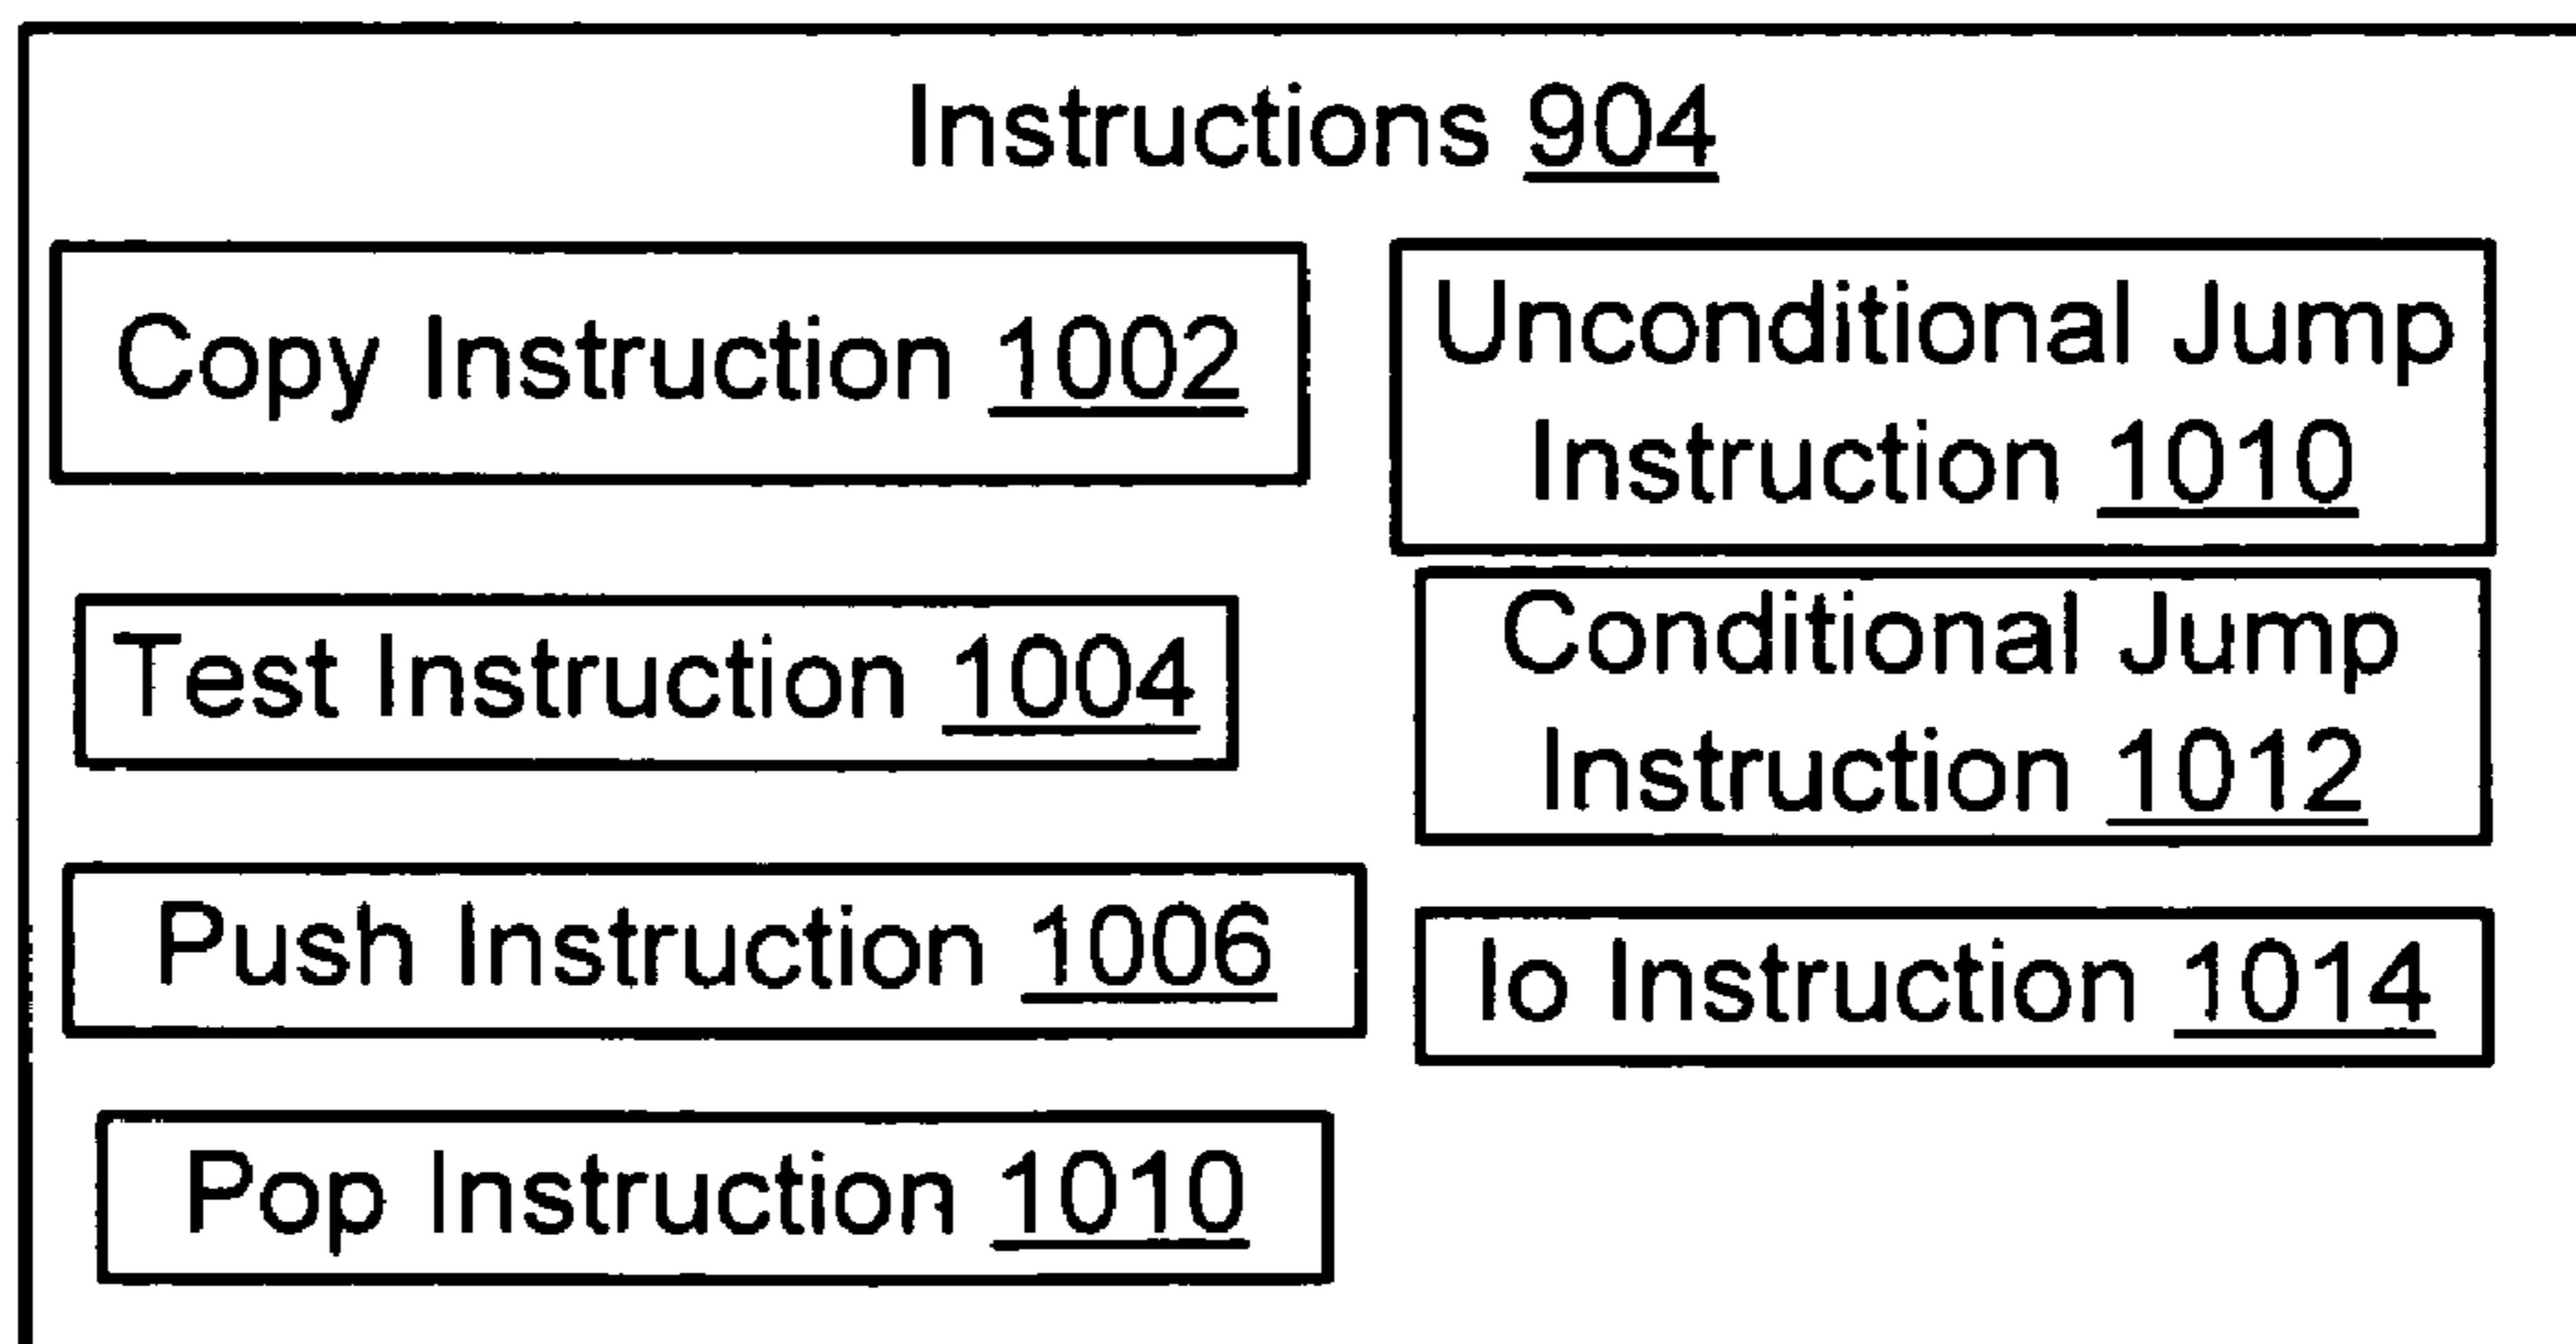 Instructions 904
Copy Instruction 1002
Test Instruction 1004
Push Instruction 1006
Pop Instruction 1010
Unconditional Jump
Instruction 1010
Conditional Jump
Instruction 1012
Io Instruction 1014